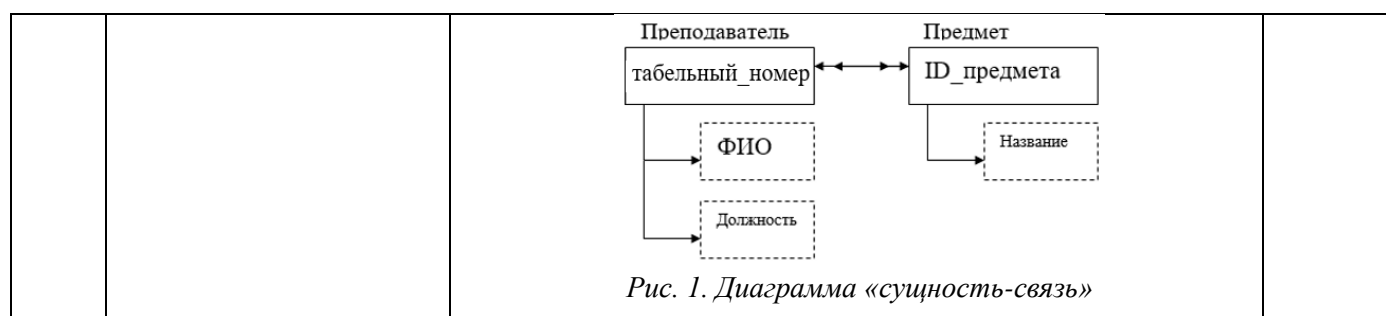 Преподаватель Предмет
табельный_номер ID_предмета
ФИО Название
Должность
Рис. 1. Диаграмма «сущность-связь»